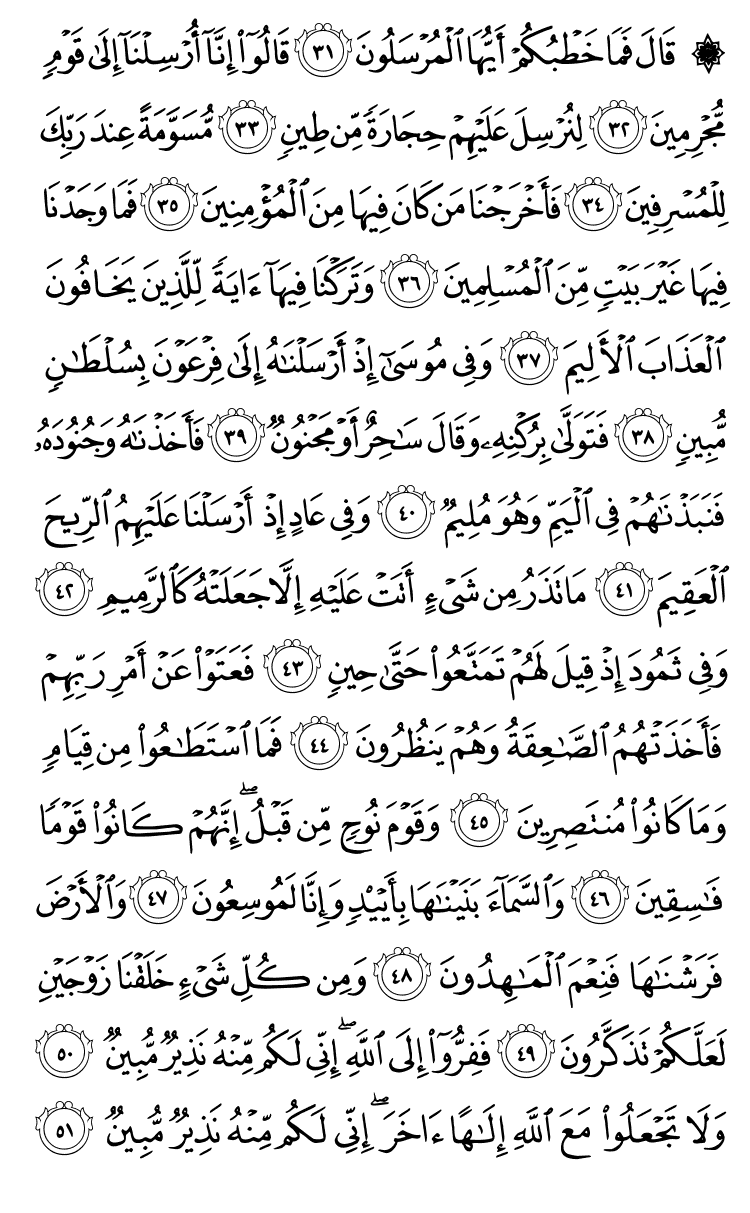 ۞ قَالَ فَمَا خَطۡبُكُمۡ أَيُّهَا ٱلۡمُرۡسَلُونَ ٣١ قَالُوٓاْ إِنَّآ أُرۡسِلۡنَآ إِلَىٰ قَوۡمٖ
مُّجۡرِمِينَ ٣٢ لِنُرۡسِلَ عَلَيۡهِمۡ حِجَارَةٗ مِّن طِينٖ ٣٣ مُّسَوَّمَةً عِندَ رَبِّكَ
لِلۡمُسۡرِفِينَ ٣٤ فَأَخۡرَجۡنَا مَن كَانَ فِيهَا مِنَ ٱلۡمُؤۡمِنِينَ ٣٥ فَمَا وَجَدۡنَا
فِيهَا غَيۡرَ بَيۡتٖ مِّنَ ٱلۡمُسۡلِمِينَ ٣٦ وَتَرَكۡنَا فِيهَآ ءَايَةٗ لِّلَّذِينَ يَخَافُونَ
ٱلۡعَذَابَ ٱلۡأَلِيمَ ٣٧ وَفِي مُوسَىٰٓ إِذۡ أَرۡسَلۡنَٰهُ إِلَىٰ فِرۡعَوۡنَ بِسُلۡطَٰنٖ
مُّبِينٖ ٣٨ فَتَوَلَّىٰ بِرُكۡنِهِۦ وَقَالَ سَٰحِرٌ أَوۡ مَجۡنُونٞ ٣٩ فَأَخَذۡنَٰهُ وَجُنُودَهُۥ
فَنَبَذۡنَٰهُمۡ فِي ٱلۡيَمِّ وَهُوَ مُلِيمٞ ٤٠ وَفِي عَادٍ إِذۡ أَرۡسَلۡنَا عَلَيۡهِمُ ٱلرِّيحَ
ٱلۡعَقِيمَ ٤١ مَا تَذَرُ مِن شَيۡءٍ أَتَتۡ عَلَيۡهِ إِلَّا جَعَلَتۡهُ كَٱلرَّمِيمِ ٤٢
وَفِي ثَمُودَ إِذۡ قِيلَ لَهُمۡ تَمَتَّعُواْ حَتَّىٰ حِينٖ ٤٣ فَعَتَوۡاْ عَنۡ أَمۡرِ رَبِّهِمۡ
فَأَخَذَتۡهُمُ ٱلصَّٰعِقَةُ وَهُمۡ يَنظُرُونَ ٤٤ فَمَا ٱسۡتَطَٰعُواْ مِن قِيَامٖ
وَمَا كَانُواْ مُنتَصِرِينَ ٤٥ وَقَوۡمَ نُوحٖ مِّن قَبۡلُۖ إِنَّهُمۡ كَانُواْ قَوۡمٗا
فَٰسِقِينَ ٤٦ وَٱلسَّمَآءَ بَنَيۡنَٰهَا بِأَيۡيْدٖ وَإِنَّا لَمُوسِعُونَ ٤٧ وَٱلۡأَرۡضَ
فَرَشۡنَٰهَا فَنِعۡمَ ٱلۡمَٰهِدُونَ ٤٨ وَمِن كُلِّ شَيۡءٍ خَلَقۡنَا زَوۡجَيۡنِ
لَعَلَّكُمۡ تَذَكَّرُونَ ٤٩ فَفِرُّوٓاْ إِلَى ٱللَّهِۖ إِنِّي لَكُم مِّنۡهُ نَذِيرٞ مُّبِينٞ ٥٠
وَلَا تَجۡعَلُواْ مَعَ ٱللَّهِ إِلَٰهًا ءَاخَرَۖ إِنِّي لَكُم مِّنۡهُ نَذِيرٞ مُّبِينٞ ٥١